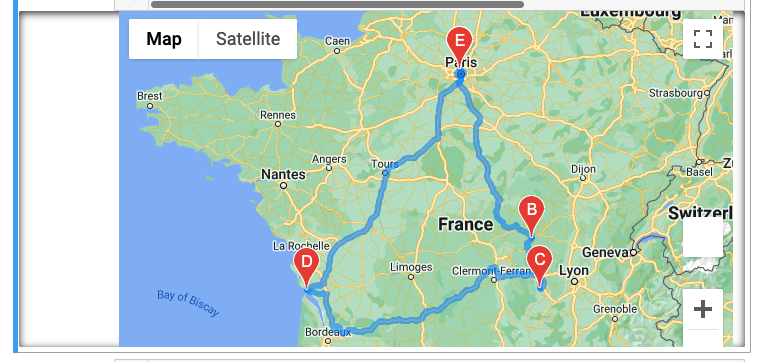 Luxembourg
Map
Satellite
E
Caen
Paris
Brest
Strasbourg
Rennes
Angers
Tours
Dijon
Nantes
Basel
B
France
Switzerl
La Rochelle
D
C
Geneva
Limoges
Clermont-Ferran
Lyon
Bay of Biscay
Grenoble
Bordeaux